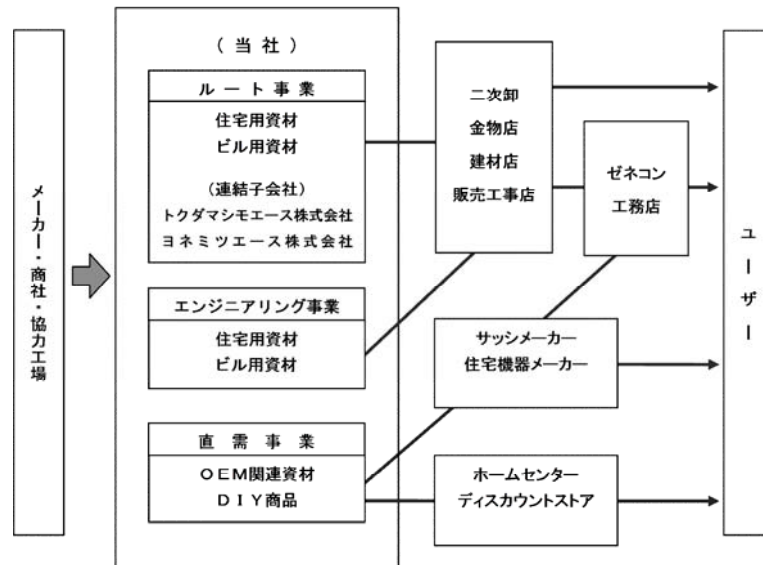 メーカー・商社・協力工場
（当社）
ルート事業
住宅用資材
ビル用資材
（連結子会社）
トクダマシモエース株式会社
ヨネミツエース株式会社
エンジニアリング事業
住宅用資材
ビル用資材
直需事業
ＯＥＭ関連資材
ＤＩＹ商品
二次卸
金物店
建材店
販売工事店
ゼネコン
工務店
サッシメーカー
住宅機器メーカー
ホームセンター
ディスカウントストア
ユーザー